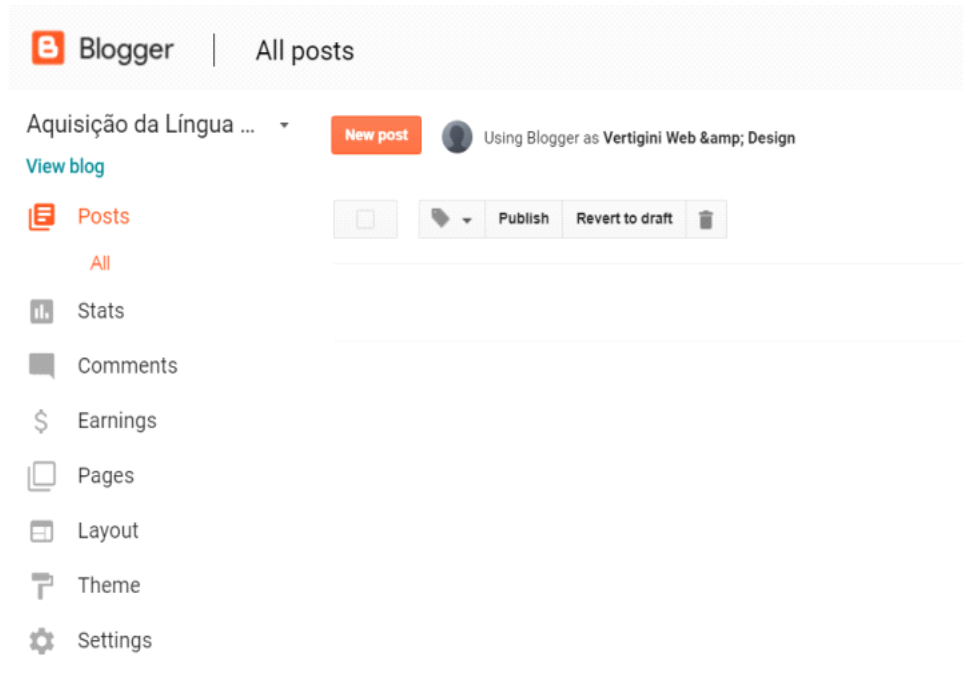 Blogger
All posts
Aquisição da Língua ...
New post
Using Blogger as Vertigini Web &amp; Design
View blog
Posts
Publish
Revert to draft
All
Stats
Comments
Earnings
Pages
Layout
Theme
Settings